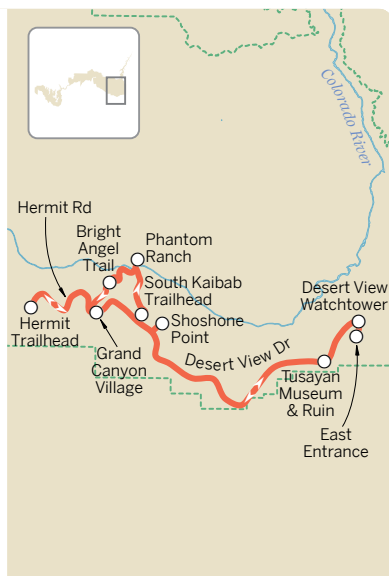 Colorado River
Hermit Rd
Bright
Angel
Trail
Phantom
Ranch
South Kaibab
Trailhead
Desert View
Watchtower
Hermit
Trailhead
Shoshone
Point
Grand
Canyon
Village
Desert View Dr
Tusayan
Museum
& Ruin
East
Entrance